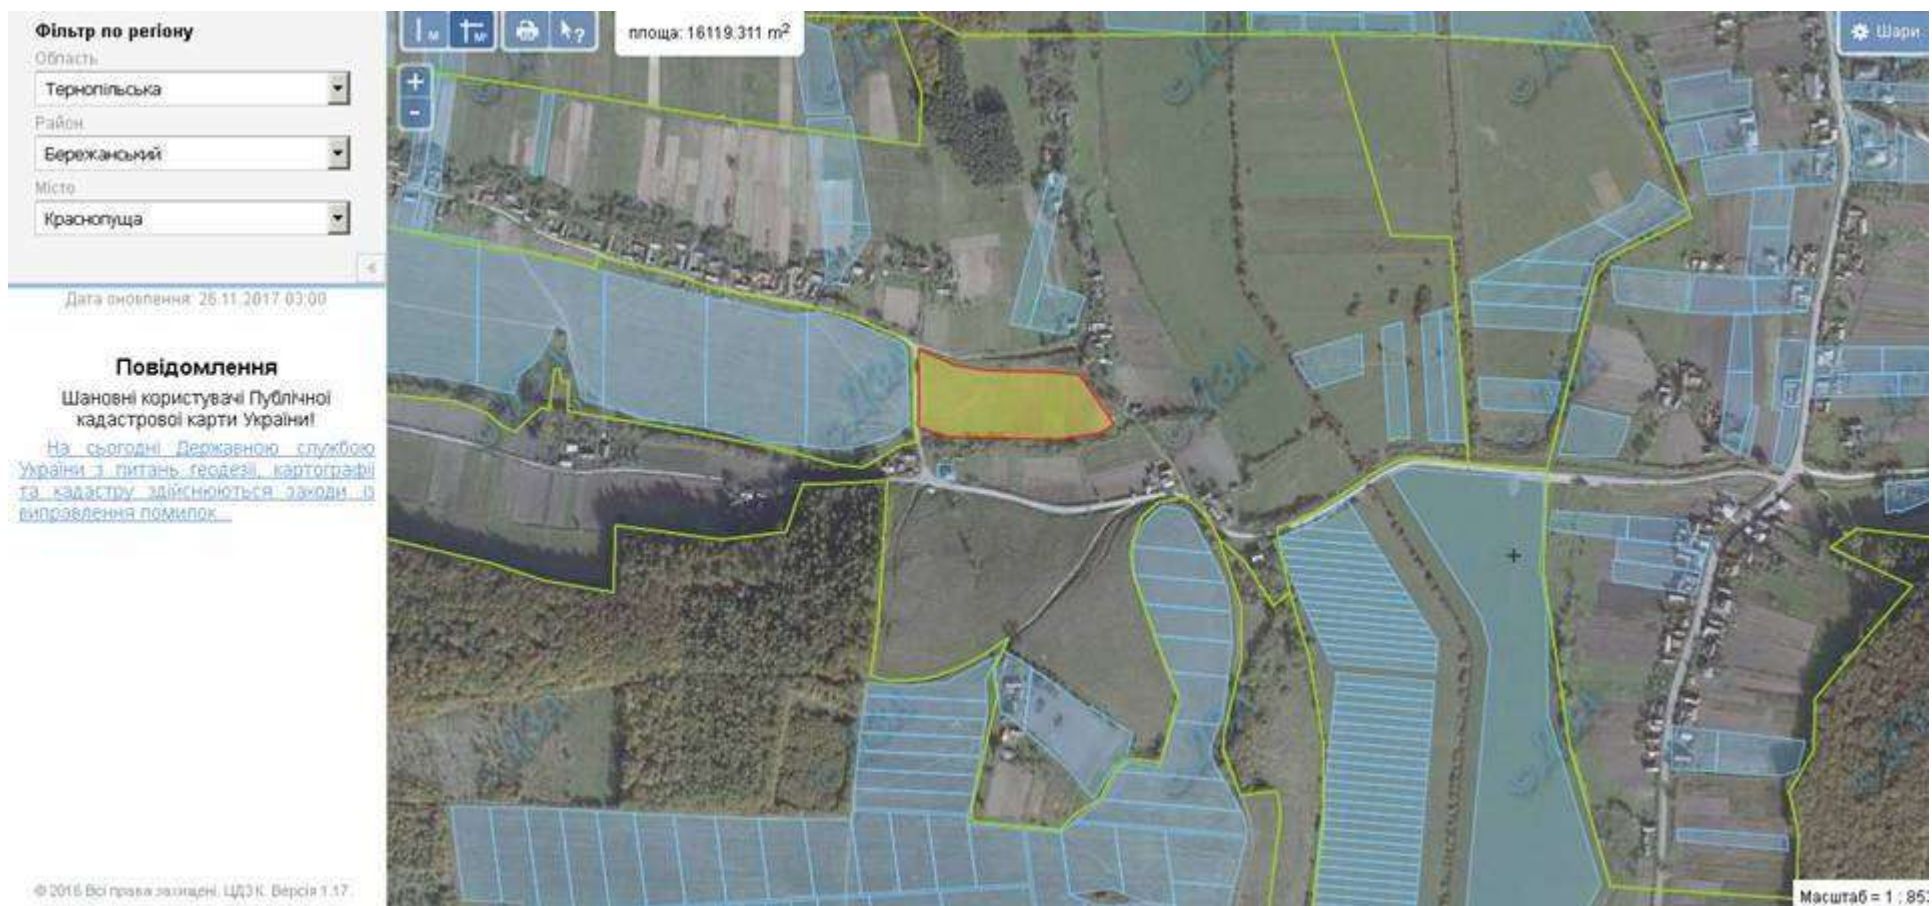 Фільтр по регіону
Область
Тернопільська
Район
Бережанський
Місто
Краснопуща
Дата оновлення: 26.11.2017 03:00
Повідомлення
Шановні користувачі Публічної
кадастрової карти України!
На сьогодні Державною службою
України з питань геодезії, картографії
та кадастру здійснюються заходи із
виправлення помилок...
© 2016 Всі права захищені. ЦДЗК. Версія 1.17.
м
м²
?
площа: 16119.311 m²
+
-
Шари
Масштаб = 1 : 85